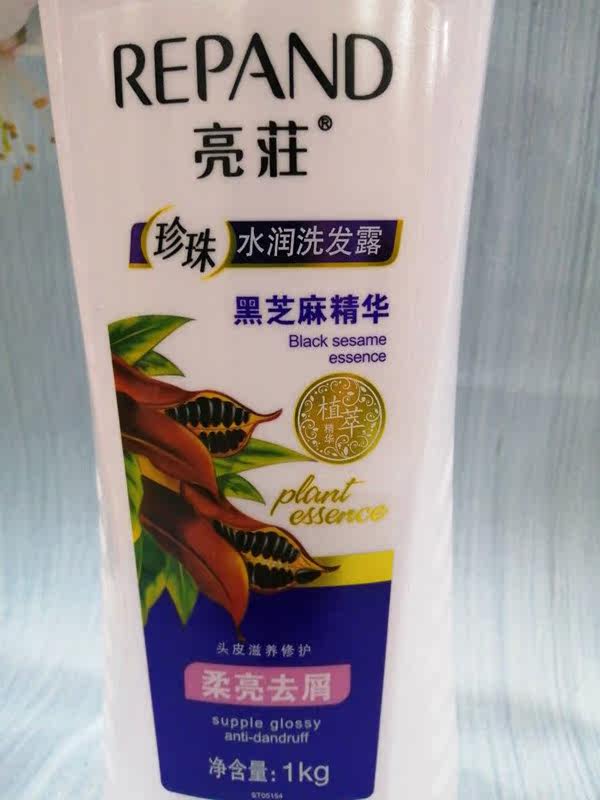 REPAND
亮荘®
珍珠 水润洗发露
黑芝麻精华
Black sesame
essence
植萃
精华
plant
essence
头皮滋养修护
柔亮去屑
supple glossy
anti-dandruff
净含量:1kg
ST05154